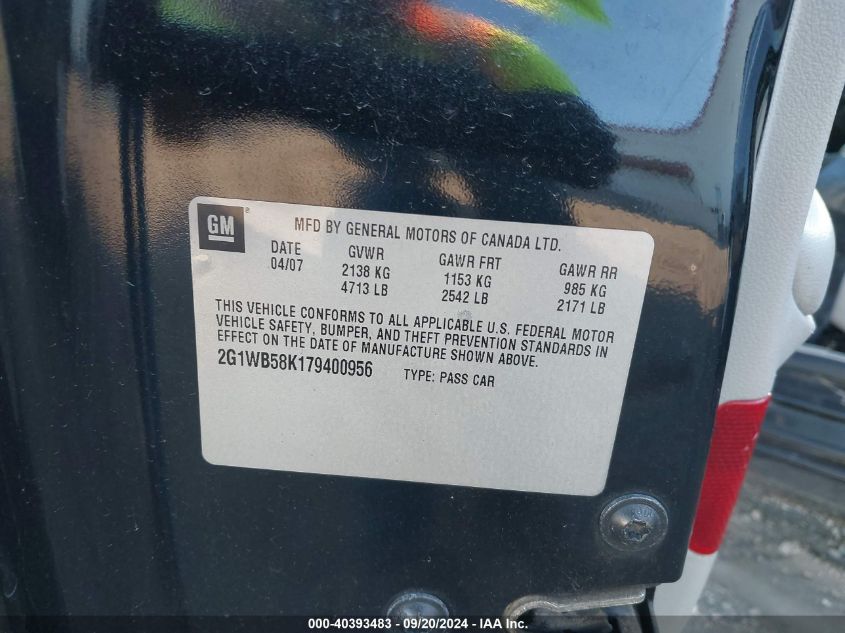 GM ® MFD BY GENERAL MOTORS OF CANADA LTD.
DATE GVWR GAWR FRT GAWR RR
04/07 2138 KG 1153 KG 985 KG
4713 LB 2542 LB 2171 LB
THIS VEHICLE CONFORMS TO ALL APPLICABLE U.S. FEDERAL MOTOR
VEHICLE SAFETY, BUMPER, AND THEFT PREVENTION STANDARDS IN
EFFECT ON THE DATE OF MANUFACTURE SHOWN ABOVE.
2G1WB58K179400956 TYPE: PASS CAR
000-40393483 - 09/20/2024 - IAA Inc.